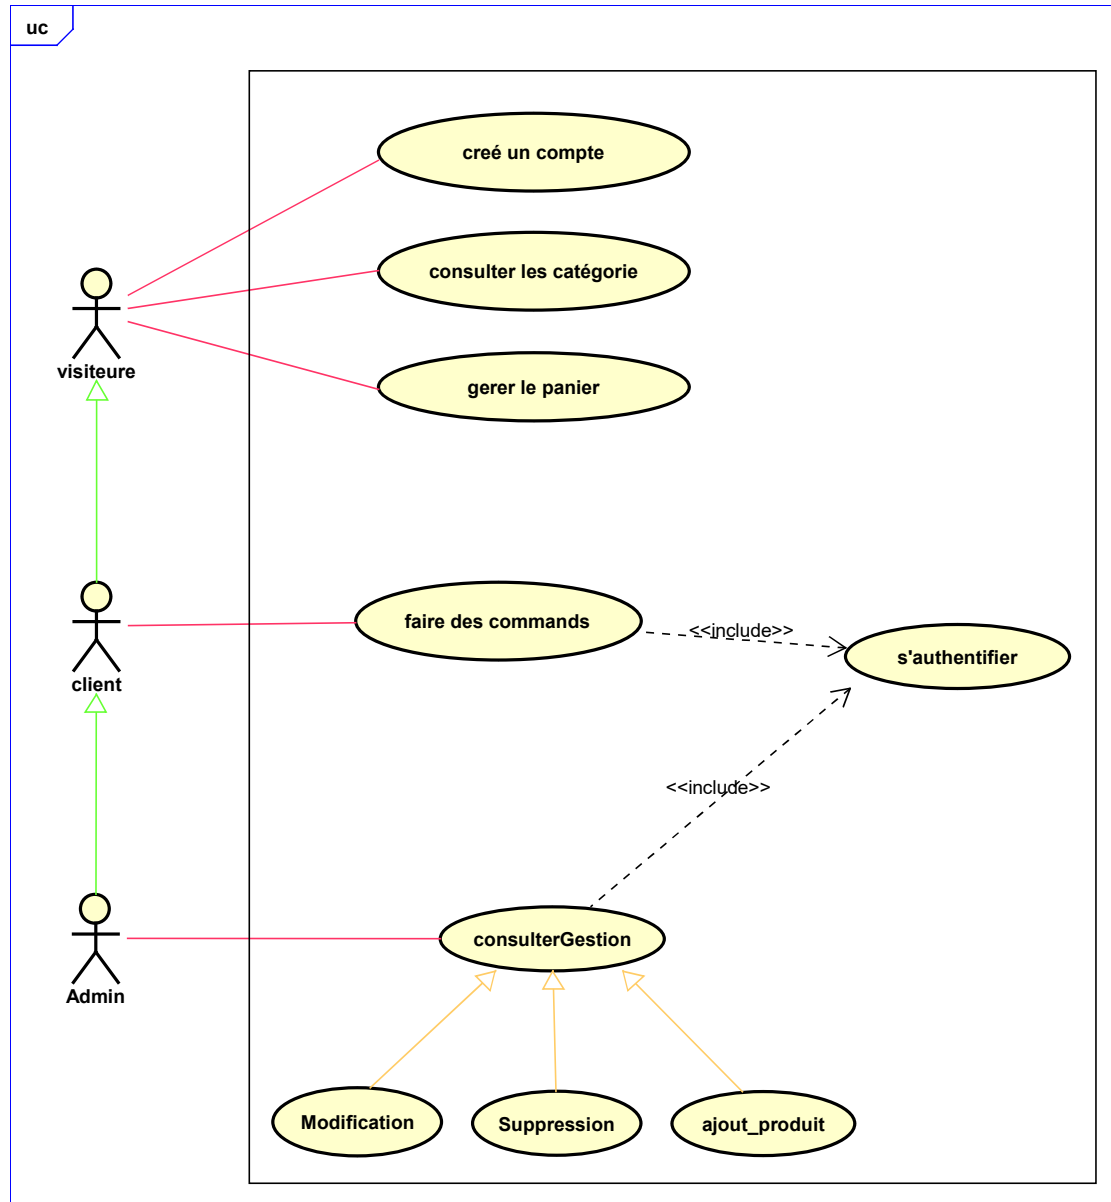 uc
creé un compte
consulter les catégorie
visiteure
gerer le panier
faire des commands
<<include>>
s'authentifier
client
<<include>>
consulterGestion
Admin
Modification
Suppression
ajout_produit